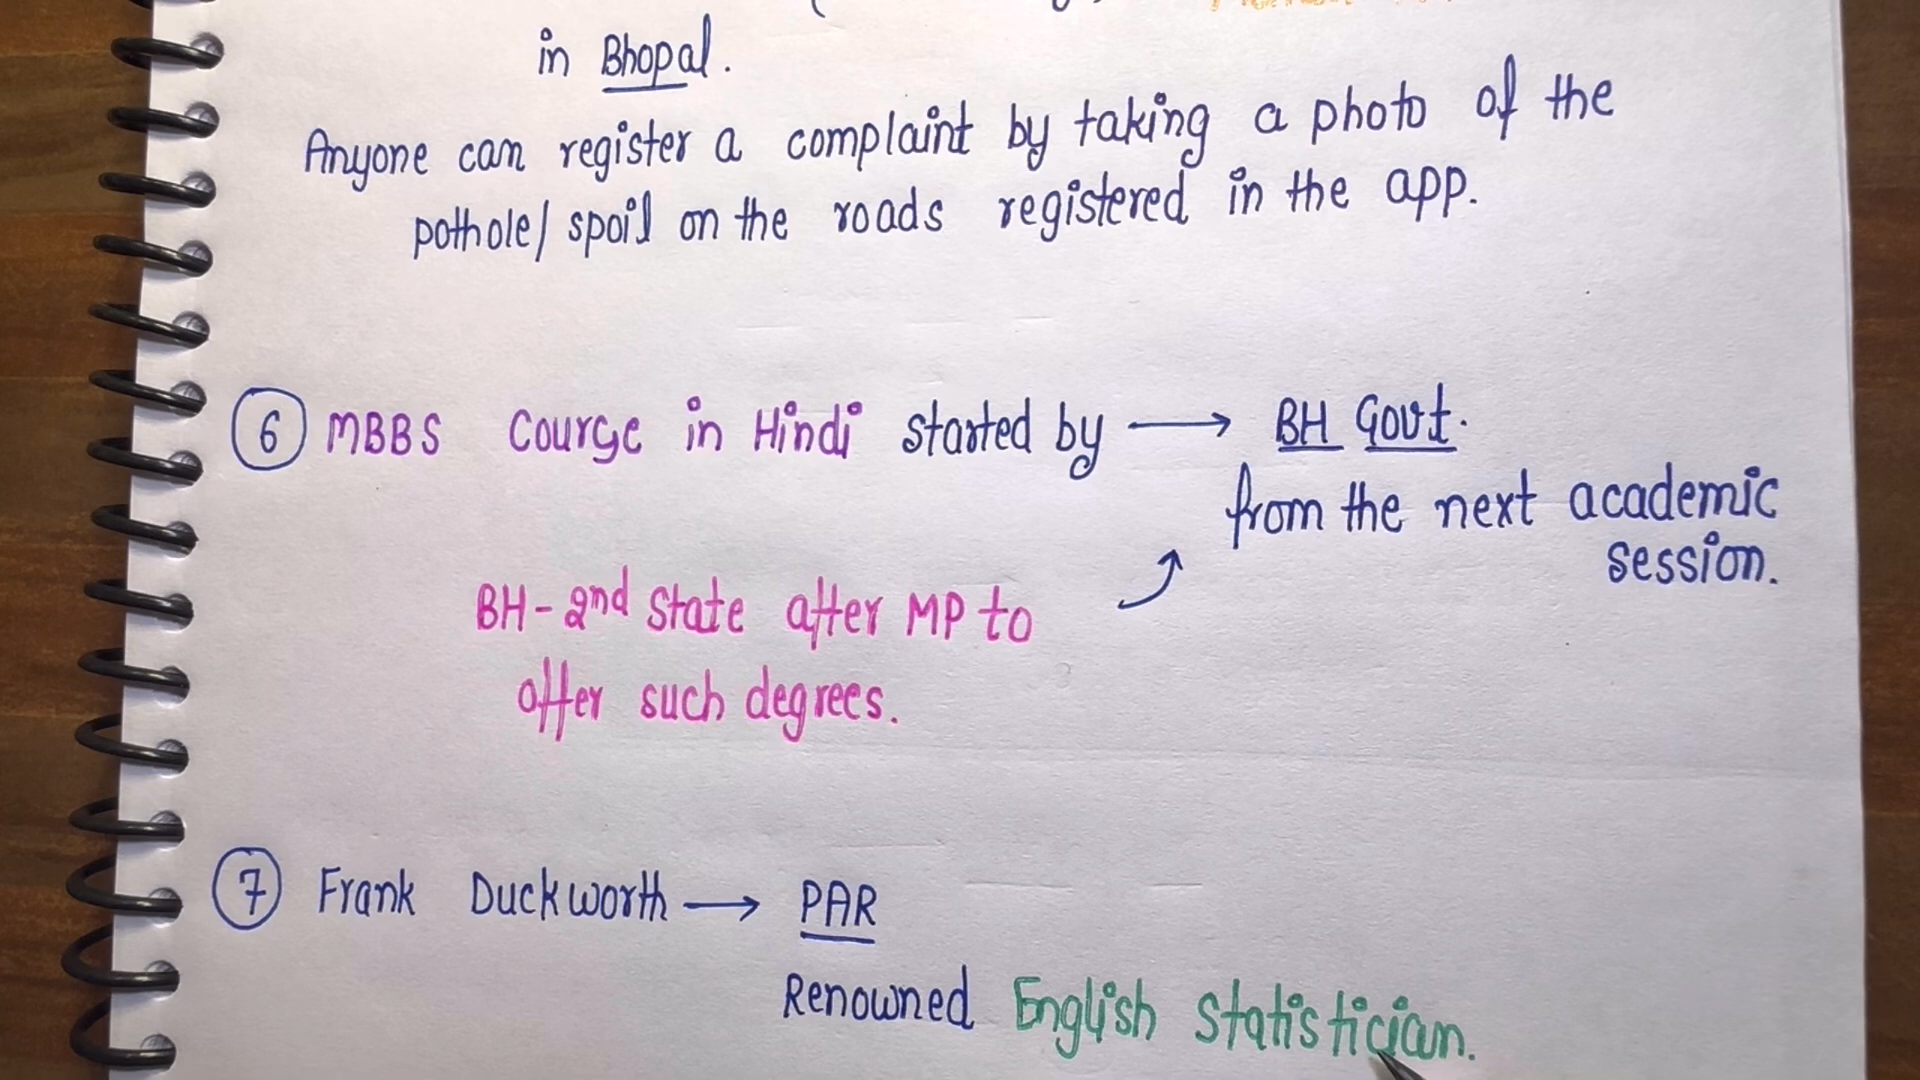 in Bhopal.
Anyone can register a complaint by taking a photo of the
pothole/ spoil on the roads registered in the app.
6 MBBS Courge in Hindi started by → BH Govt.
from the next academic
session.
BH - 2nd State after MP to
offer such degrees.
7 Frank Duckworth → PAR
Renowned English Statistician.